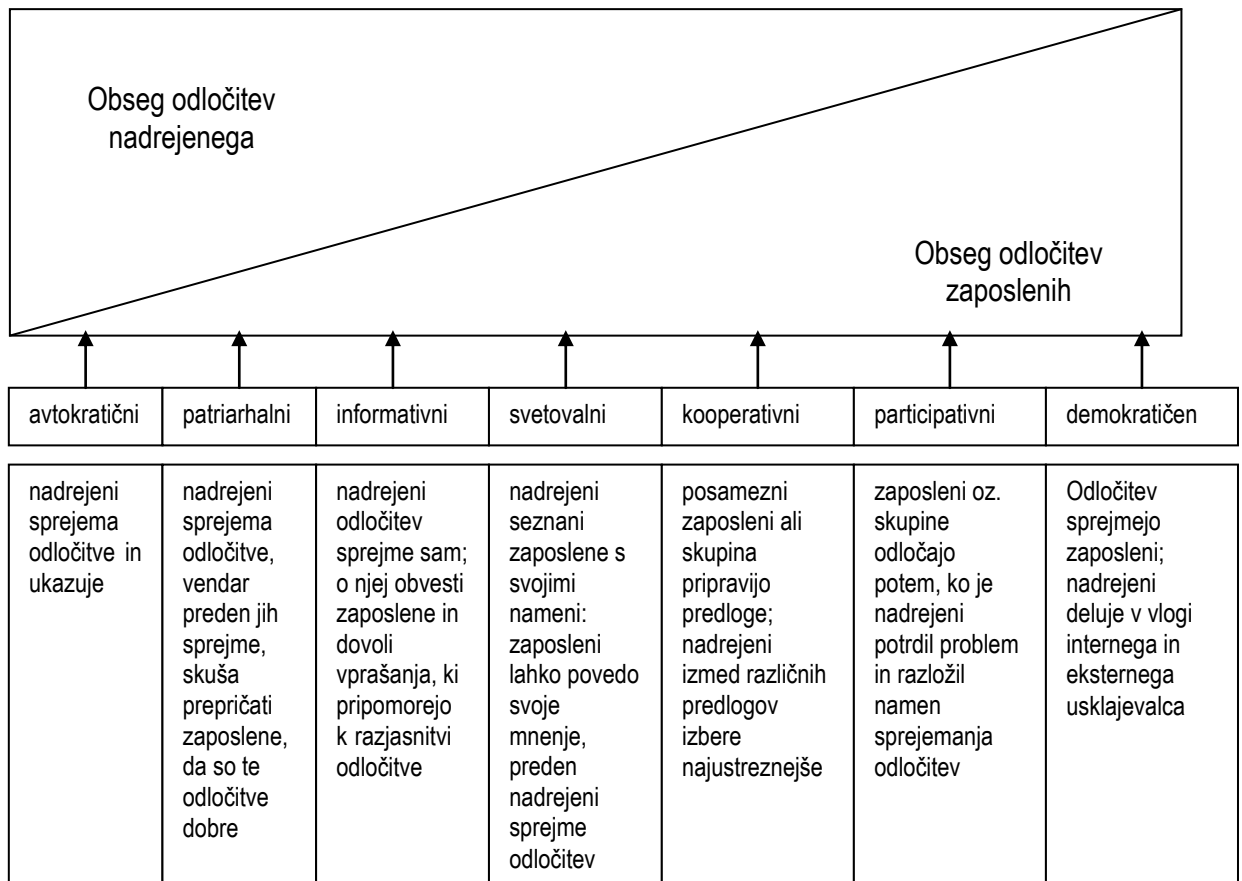 Obseg odločitev
nadrejenega
Obseg odločitev
zaposlenih
avtokratični
patriarhalni
informativni
svetovalni
kooperativni
participativni
demokratičen
nadrejeni
sprejema
odločitve in
ukazuje
nadrejeni
sprejema
odločitve,
vendar
preden jih
sprejme,
skuša
prepričati
zaposlene,
da so te
odločitve
dobre
nadrejeni
odločitev
sprejme sam;
o njej obvesti
zaposlene in
dovoli
vprašanja, ki
pripomorejo
k razjasnitvi
odločitve
nadrejeni
seznani
zaposlene s
svojimi
nameni:
zaposleni
lahko povedo
svoje
mnenje,
preden
nadrejeni
sprejme
odločitev
posamezni
zaposleni ali
skupina
pripravijo
predloge;
nadrejeni
izmed različnih
predlogov
izbere
najustreznejše
zaposleni oz.
skupine
odločajo
potem, ko je
nadrejeni
potrdil problem
in razložil
namen
sprejemanja
odločitev
Odločitev
sprejmejo
zaposleni;
nadrejeni
deluje v vlogi
internega in
eksternega
usklajevalca